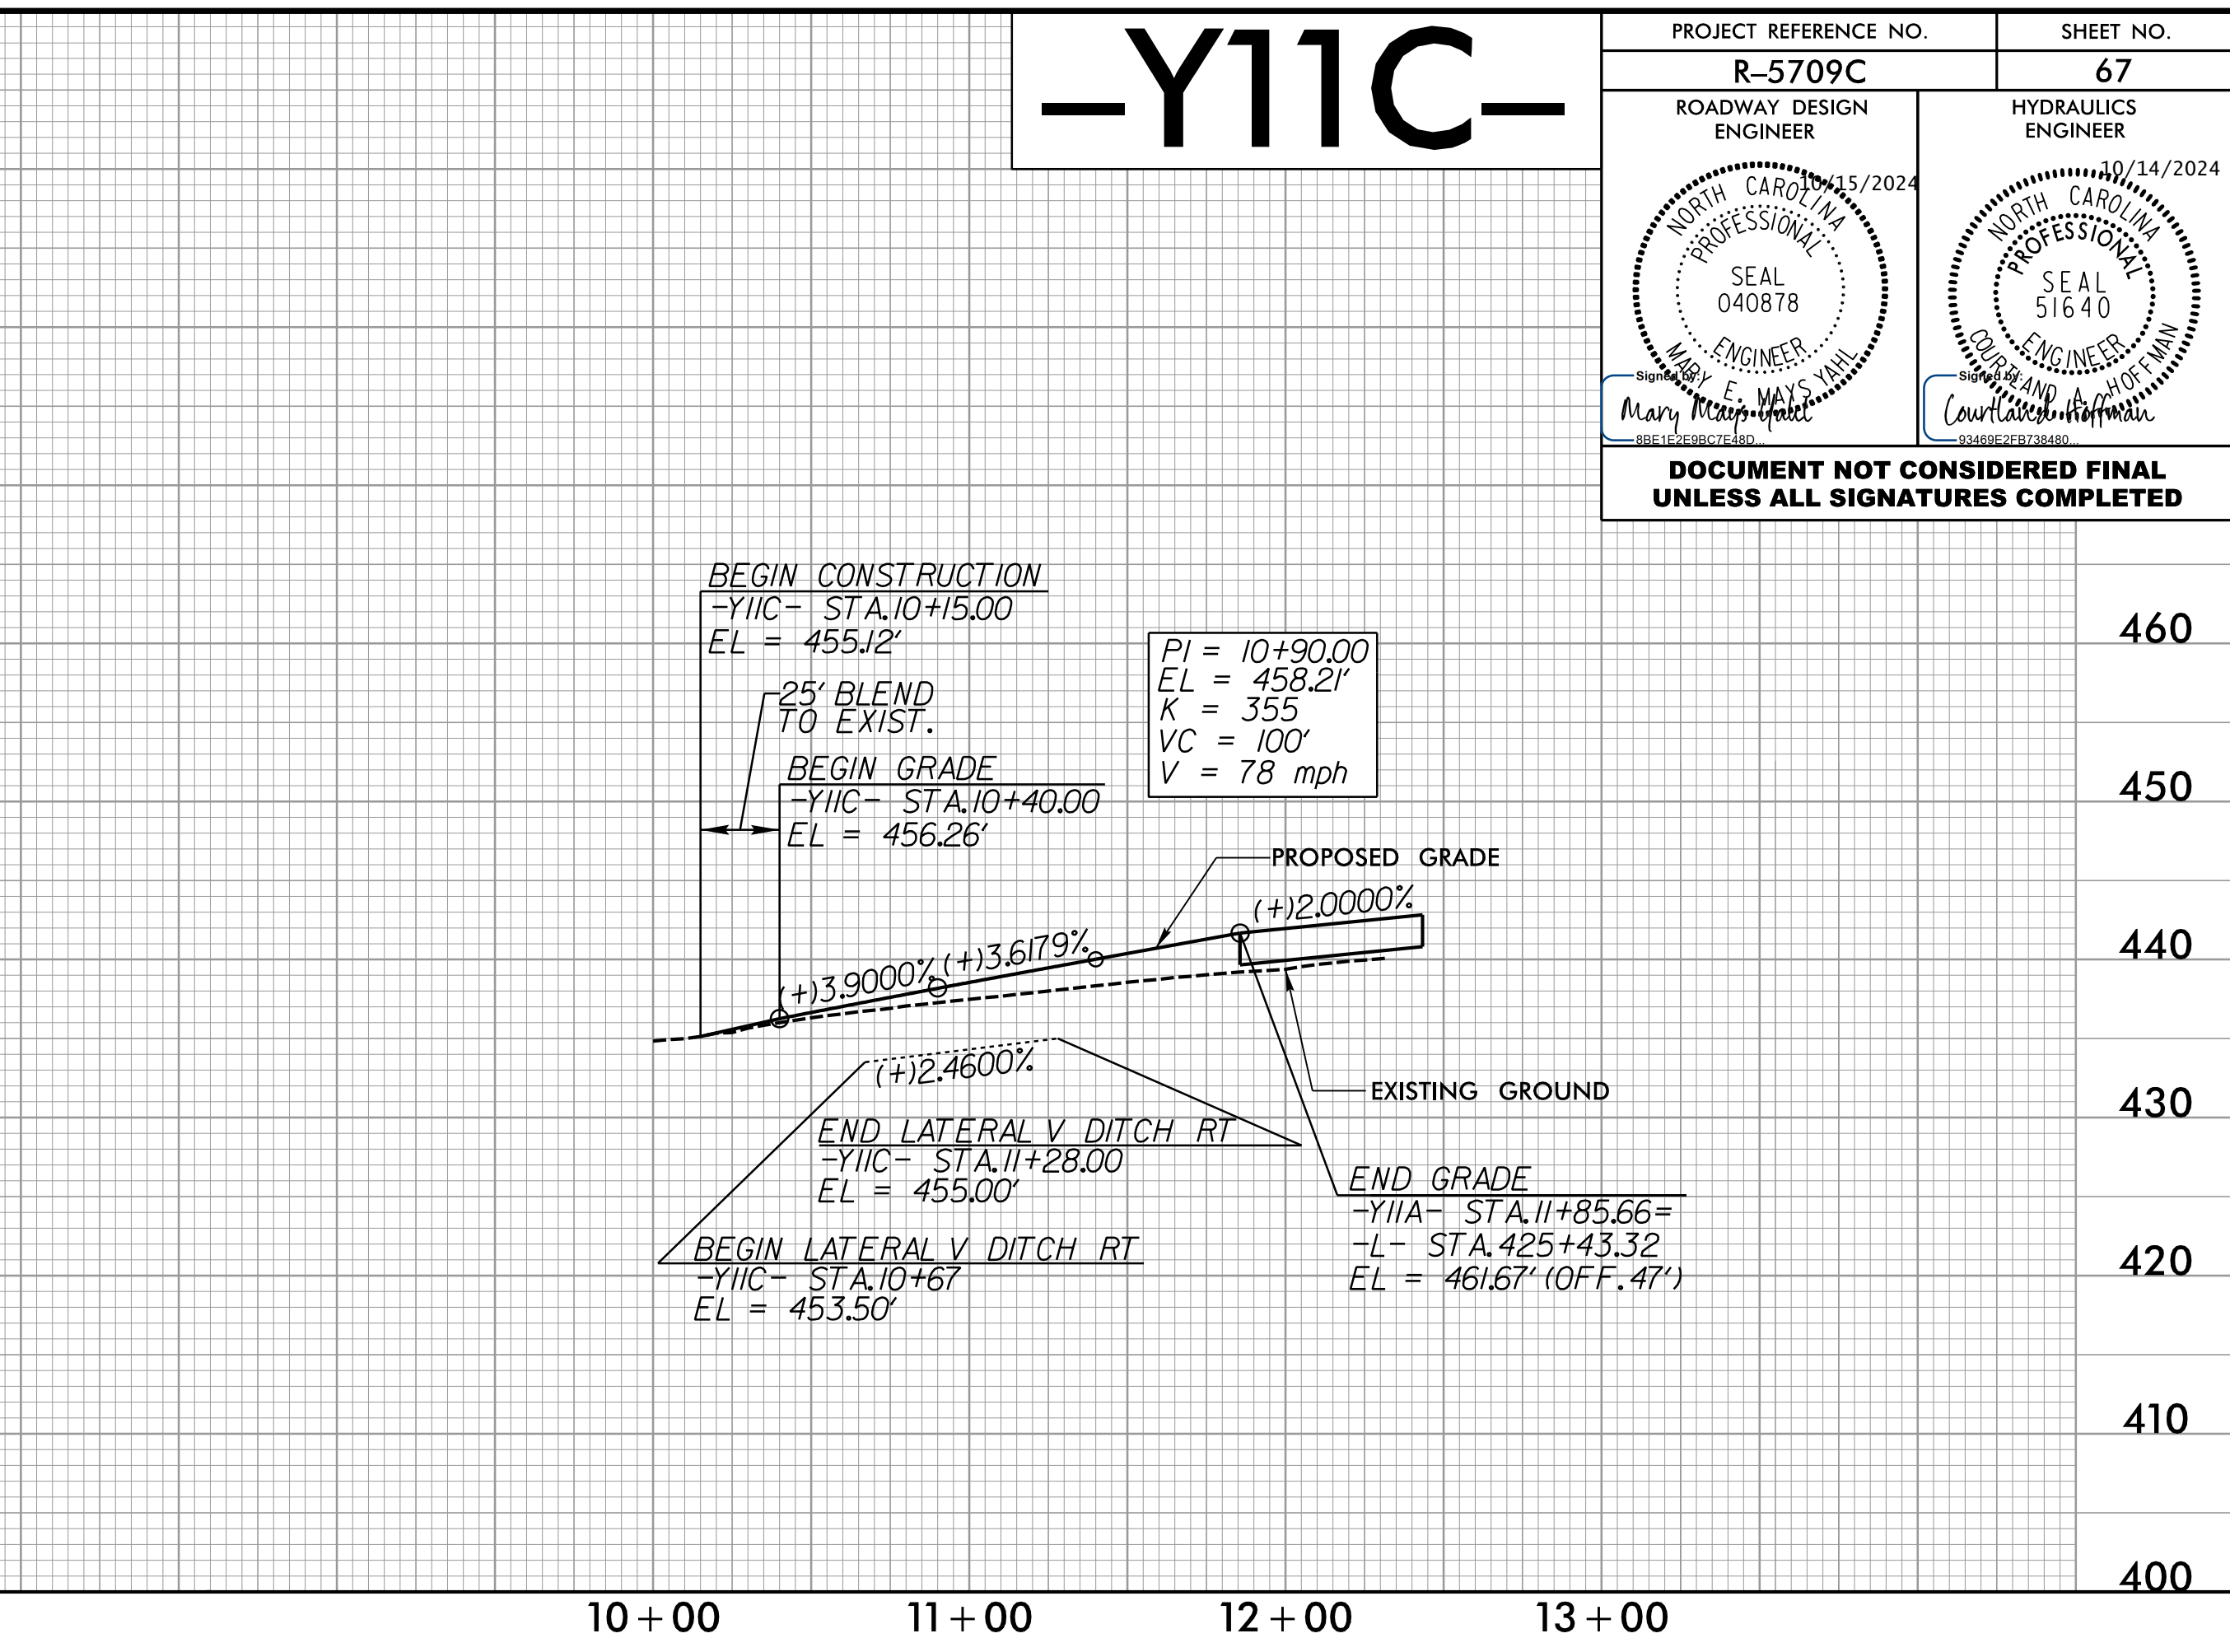 –Y11C–
PROJECT REFERENCE NO.
SHEET NO.
R–5709C
67
ROADWAY DESIGN
ENGINEER
HYDRAULICS
ENGINEER
10/15/2024
NORTH CAROLINA
PROFESSIONAL
SEAL
040878
ENGINEER
MARY E. MAYS YAHL
Signed by:
Mary Mays Yahl
8BE1E2E9BC7E48D...
10/14/2024
NORTH CAROLINA
PROFESSIONAL
SEAL
51640
ENGINEER
COURTLAND A. HOFFMAN
Signed by:
Courtland Hoffman
93469E2FB738480...
DOCUMENT NOT CONSIDERED FINAL
UNLESS ALL SIGNATURES COMPLETED
BEGIN CONSTRUCTION
-Y11C- STA.10+15.00
EL = 455.12'
25' BLEND
TO EXIST.
BEGIN GRADE
-Y11C- STA.10+40.00
EL = 456.26'
PI = 10+90.00
EL = 458.21'
K = 355
VC = 100'
V = 78 mph
PROPOSED GRADE
(+)2.0000%
(+)3.6179%
(+)3.9000%
(+)2.4600%
EXISTING GROUND
END LATERAL V DITCH RT
-Y11C- STA.11+28.00
EL = 455.00'
END GRADE
-Y11A- STA.11+85.66=
-L- STA.425+43.32
EL = 461.67' (OFF.47')
BEGIN LATERAL V DITCH RT
-Y11C- STA.10+67
EL = 453.50'
460
450
440
430
420
410
400
10+00
11+00
12+00
13+00